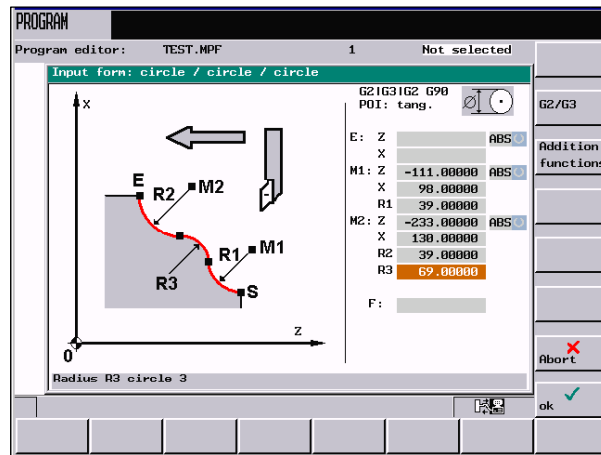 PROGRAM
Program editor: TEST.MPF 1 Not selected
Input form: circle / circle / circle
G2|G3|G2 G90
POI: tang.
G2/G3
Addition
functions
X
E
R2
M2
R1
M1
R3
S
Z
0
E: Z ABS
X
M1: Z -111.00000 ABS
X 98.00000
R1 39.00000
M2: Z -233.00000 ABS
X 130.00000
R2 39.00000
R3 69.00000
F:
Radius R3 circle 3
Abort
ok